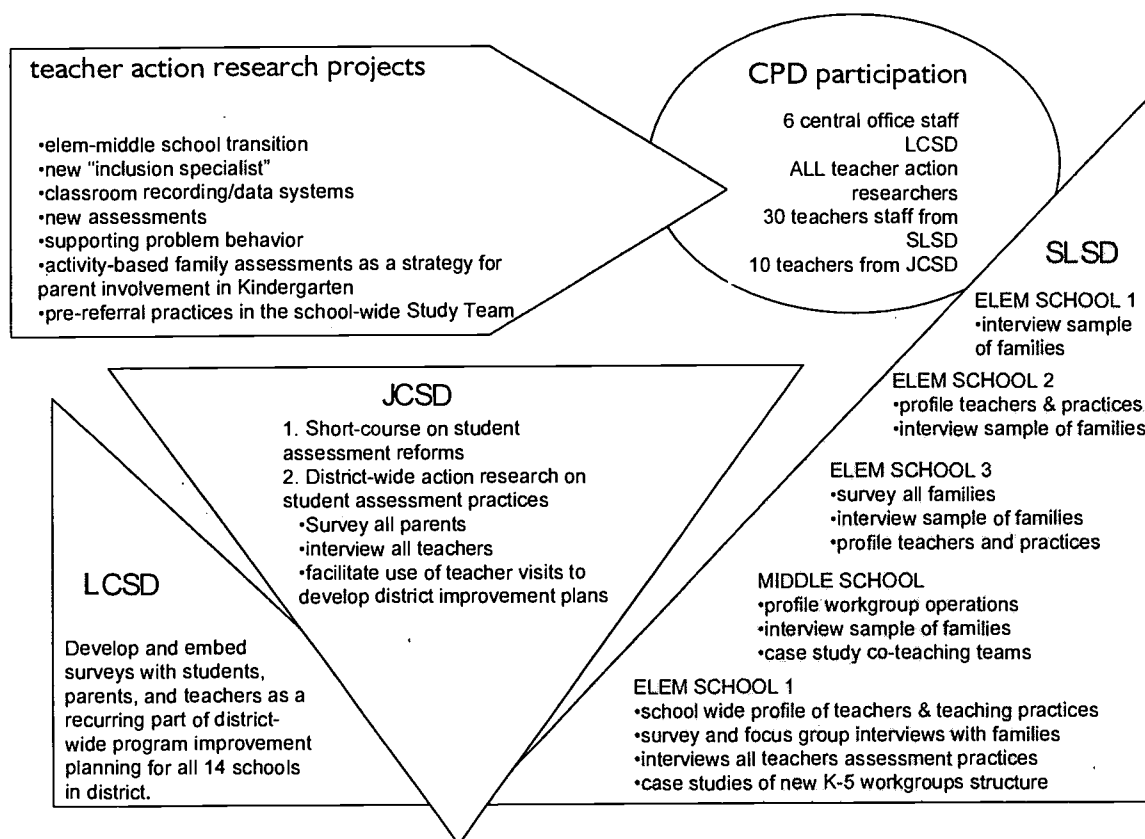 teacher action research projects
•elem-middle school transition
•new "inclusion specialist"
•classroom recording/data systems
•new assessments
•supporting problem behavior
•activity-based family assessments as a strategy for
parent involvement in Kindergarten
•pre-referral practices in the school-wide Study Team
CPD participation
6 central office staff
LCSD
ALL teacher action
researchers
30 teachers staff from
SLSD
10 teachers from JCSD
SLSD
ELEM SCHOOL 1
•interview sample
of families
ELEM SCHOOL 2
•profile teachers & practices
•interview sample of families
ELEM SCHOOL 3
•survey all families
•interview sample of families
•profile teachers and practices
MIDDLE SCHOOL
•profile workgroup operations
•interview sample of families
•case study co-teaching teams
ELEM SCHOOL 1
•school wide profile of teachers & teaching practices
•survey and focus group interviews with families
•interviews all teachers assessment practices
•case studies of new K-5 workgroups structure
JCSD
1. Short-course on student
assessment reforms
2. District-wide action research on
student assessment practices
•Survey all parents
•interview all teachers
•facilitate use of teacher visits to
develop district improvement plans
LCSD
Develop and embed
surveys with students,
parents, and teachers as a
recurring part of district-
wide program improvement
planning for all 14 schools
in district.